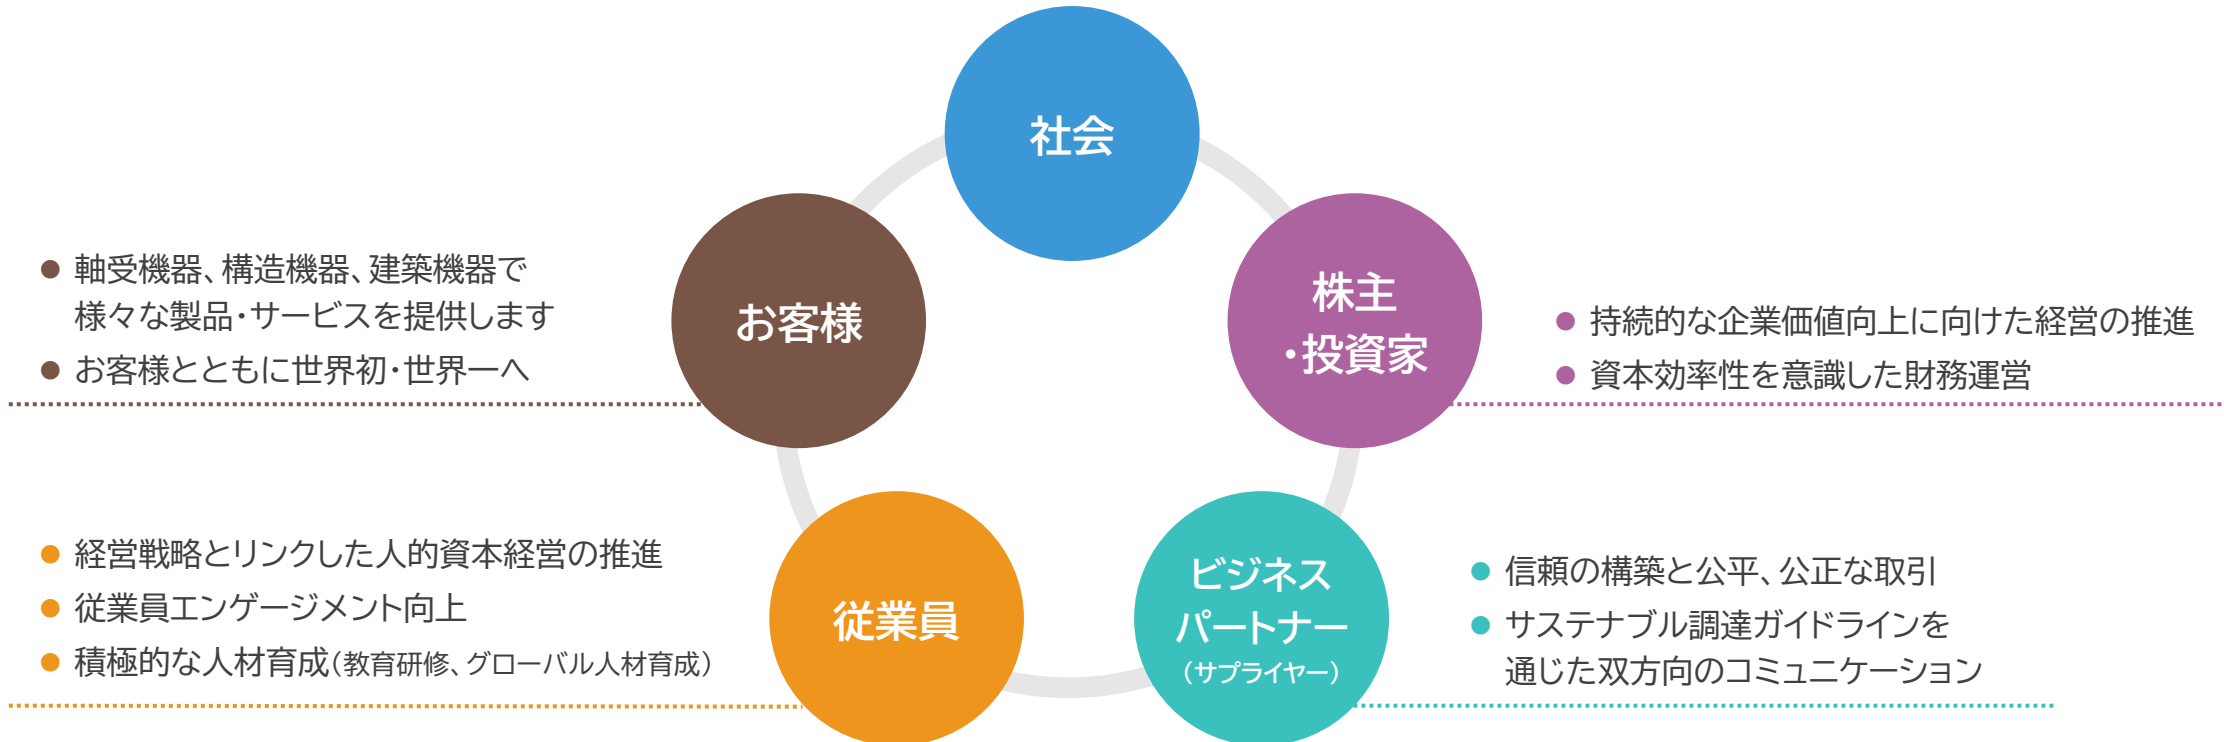 社会
お客様
● 軸受機器、構造機器、建築機器で
様々な製品・サービスを提供します
● お客様とともに世界初・世界一へ
株主
・投資家
● 持続的な企業価値向上に向けた経営の推進
● 資本効率性を意識した財務運営
従業員
● 経営戦略とリンクした人的資本経営の推進
● 従業員エンゲージメント向上
● 積極的な人材育成（教育研修、グローバル人材育成）
ビジネス
パートナー
（サプライヤー）
● 信頼の構築と公平、公正な取引
● サステナブル調達ガイドラインを
通じた双方向のコミュニケーション